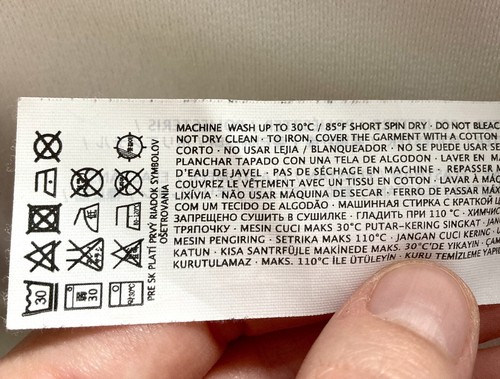 MACHINE WASH UP TO 30°C / 85°F SHORT SPIN DRY · DO NOT BLEAC
NOT DRY CLEAN · TO IRON, COVER THE GARMENT WITH A COTTON
CORTO · NO USAR LEJIA / BLANQUEADOR · NO SE PUEDE USAR SE
PLANCHAR TAPADO CON UNA TELA DE ALGODON · LAVER EN M
D'EAU DE JAVEL · PAS DE SÉCHAGE EN MACHINE · REPASSER M
COUVREZ LE VÊTEMENT AVEC UN TISSU EN COTON · LAVAR À MÁ
LIXÍVIA · NÃO USAR MÁQUINA DE SECAR · FERRO DE PASSAR MÁX
COM UM TECIDO DE ALGODÃO · МАШИННАЯ СТИРКА С КРАТКОЙ Ц
ЗАПРЕЩЕНО СУШИТЬ В СУШИЛКЕ · ГЛАДИТЬ ПРИ 110 °C · ХИМЧИ
ТРЯПОЧКУ · MESIN CUCI MAKS 30°C PUTAR-KERING SINGKAT · JAN
MESIN PENGIRING · SETRIKA MAKS 110°C · JANGAN CUCI KERING · U
KATUN · KISA SANTRFÜJLE MAKİNEDE MAKS. 30°C'DE YIKAYIN · ÇAM
KURUTULAMAZ · MAKS. 110°C İLE ÜTÜLEYİN · KURU TEMİZLEME YAPIL
PRE SK PLATÍ PRVÝ RIADOK SYMBOLOV
OŠETROVANIA
30
30